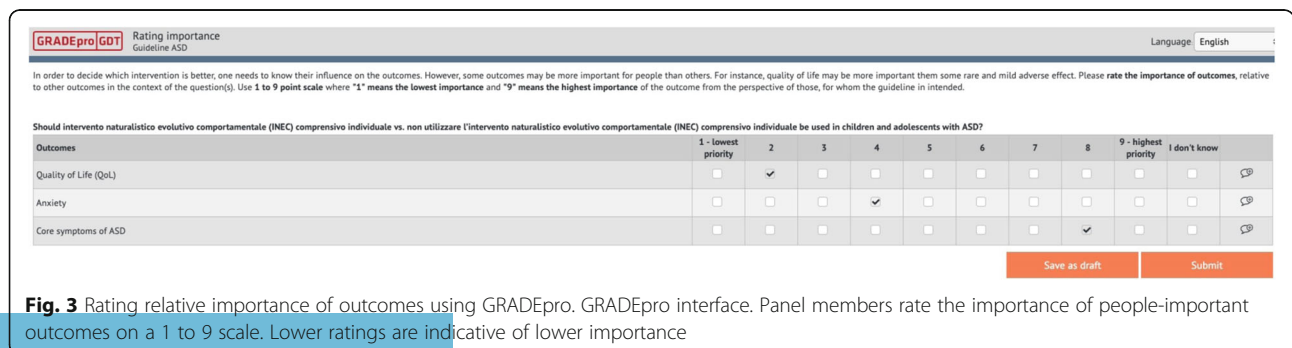 GRADEpro GDT Rating importance
Guideline ASD
Language English
In order to decide which intervention is better, one needs to know their influence on the outcomes. However, some outcomes may be more important for people than others. For instance, quality of life may be more important them some rare and mild adverse effect. Please rate the importance of outcomes, relative
to other outcomes in the context of the question(s). Use 1 to 9 point scale where "1" means the lowest importance and "9" means the highest importance of the outcome from the perspective of those, for whom the guideline in intended.
Should intervento naturalistico evolutivo comportamentale (INEC) comprensivo individuale vs. non utilizzare l'intervento naturalistico evolutivo comportamentale (INEC) comprensivo individuale be used in children and adolescents with ASD?
Outcomes 1 - lowest priority 2 3 4 5 6 7 8 9 - highest priority I don't know
Quality of Life (QoL)
Anxiety
Core symptoms of ASD
Save as draft Submit
Fig. 3 Rating relative importance of outcomes using GRADEpro. GRADEpro interface. Panel members rate the importance of people-important
outcomes on a 1 to 9 scale. Lower ratings are indicative of lower importance